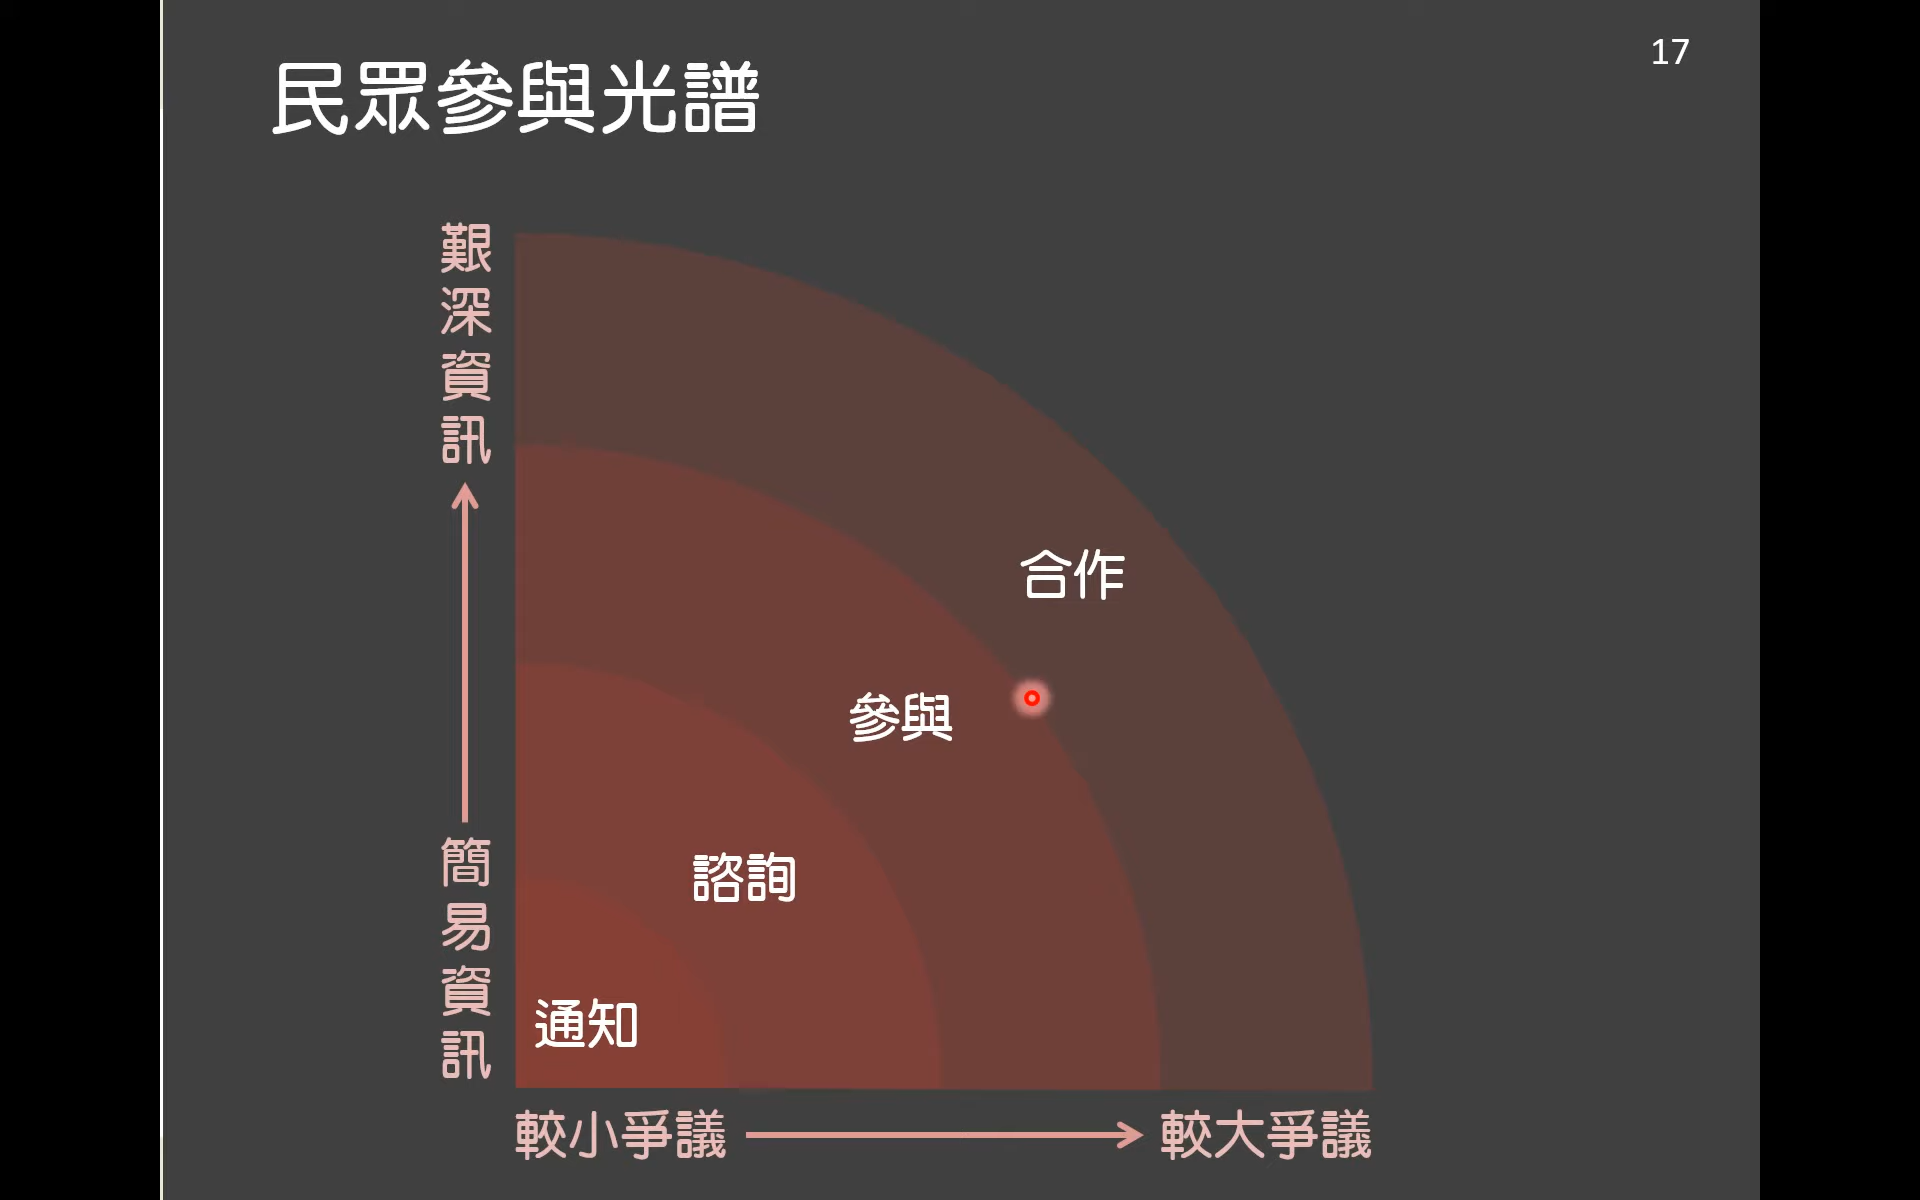 17
民眾參與光譜
艱深資訊
合作
參與
諮詢
簡易資訊
通知
較小爭議
較大爭議